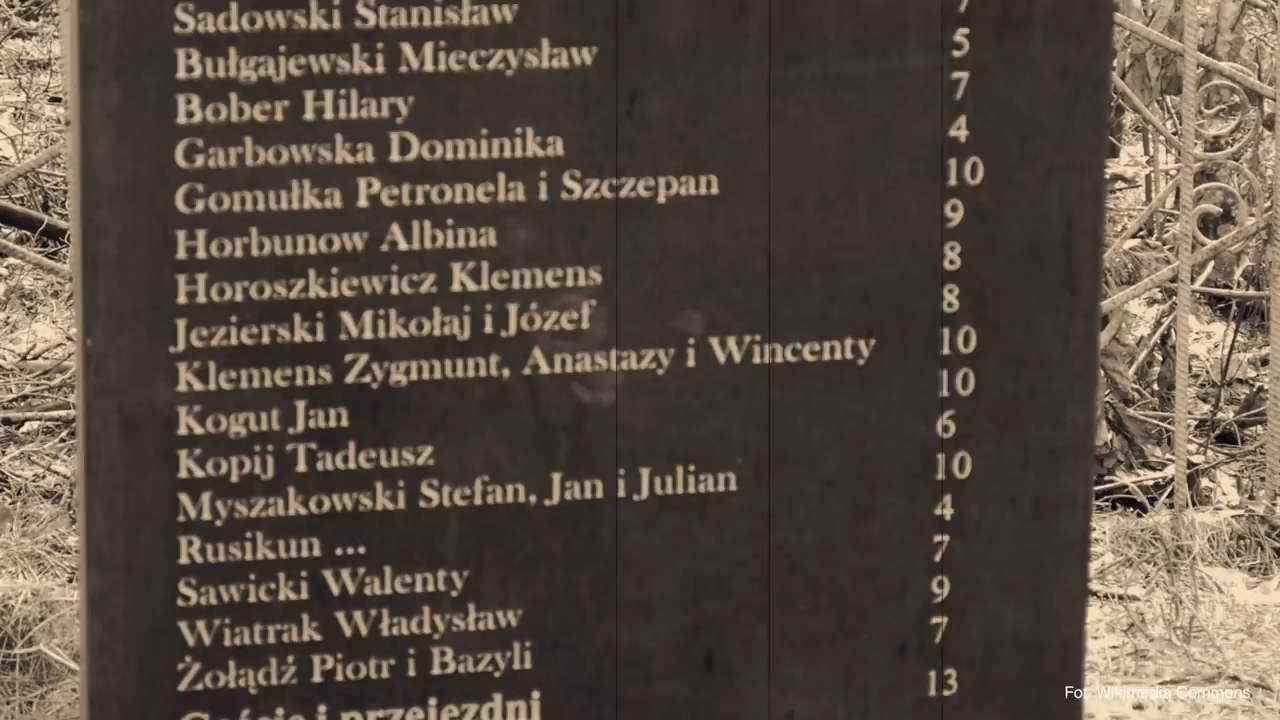 Sadowski Stanisław 7
Bułgajewski Mieczysław 5
Bober Hilary 7
Garbowska Dominika 4
Gomułka Petronela i Szczepan 10
Horbunow Albina 9
Horoszkiewicz Klemens 8
Jezierski Mikołaj i Józef 8
Klemens Zygmunt, Anastazy i Wincenty 10
Kogut Jan 10
Kopij Tadeusz 6
Myszakowski Stefan, Jan i Julian 10
Rusikun ... 4
Sawicki Walenty 7
Wiatrak Władysław 9
Żołądź Piotr i Bazyli 7
Goście i przejezdni 13
Fot. Wikimedia Commons